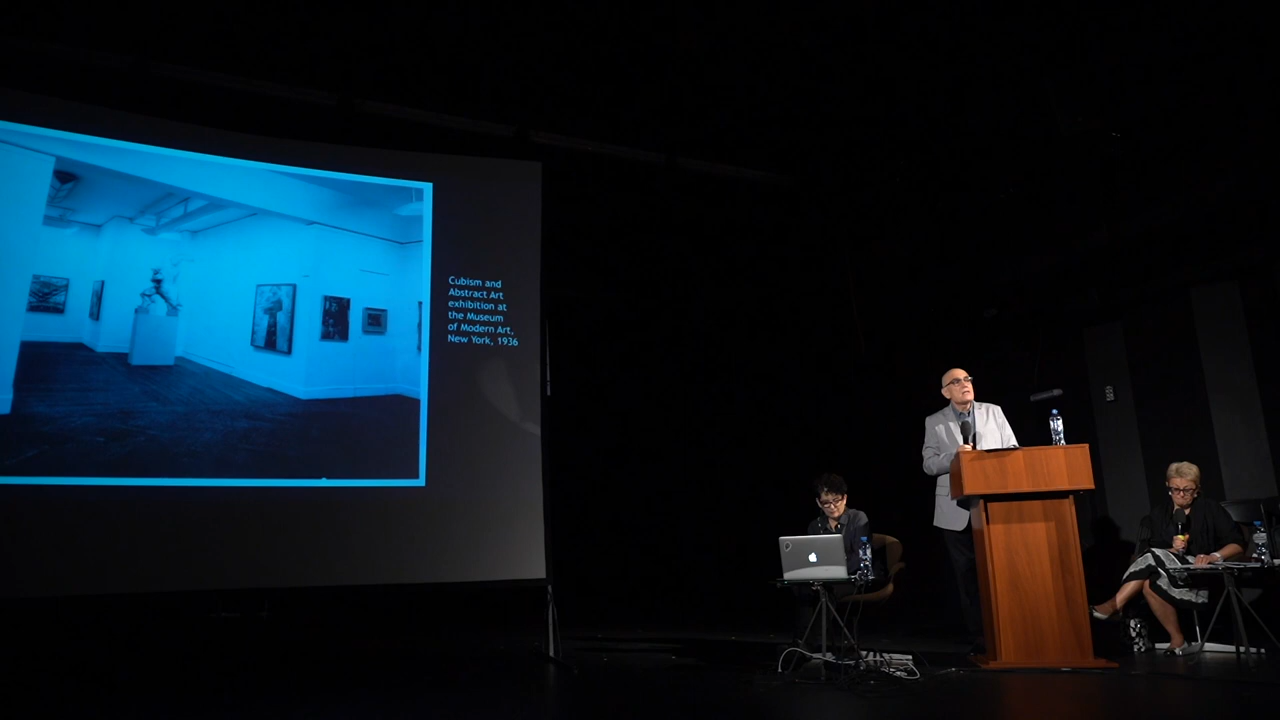 Cubism and
Abstract Art
exhibition at
the Museum
of Modern Art,
New York, 1936